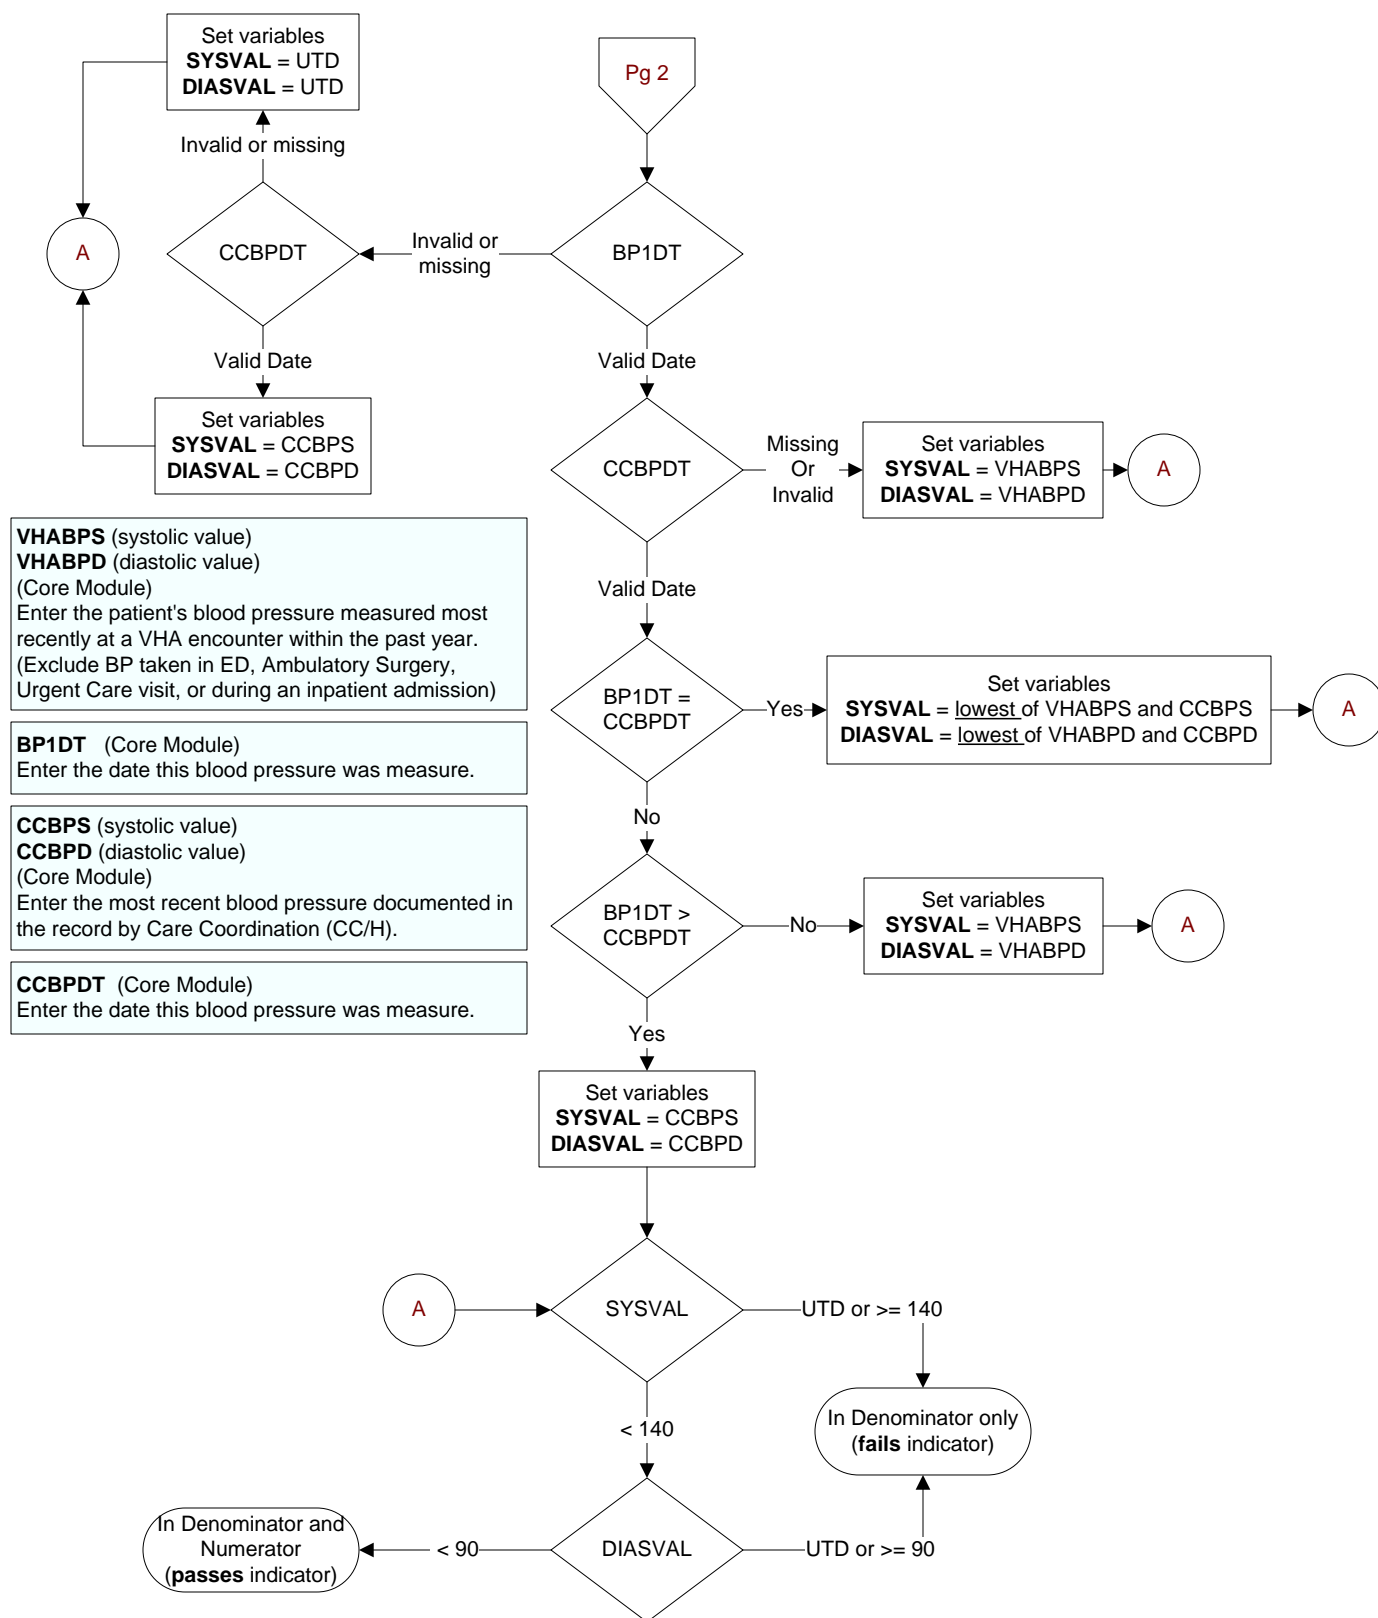 Set variables
SYSVAL = UTD
DIASVAL = UTD
Pg 2
Invalid or missing
A
CCBPDT
Invalid or
missing
BP1DT
Valid Date
Valid Date
Set variables
SYSVAL = CCBPS
DIASVAL = CCBPD
CCBPDT
Missing
Or
Invalid
Set variables
SYSVAL = VHABPS
DIASVAL = VHABPD
A
VHABPS (systolic value)
VHABPD (diastolic value)
(Core Module)
Enter the patient's blood pressure measured most
recently at a VHA encounter within the past year.
(Exclude BP taken in ED, Ambulatory Surgery,
Urgent Care visit, or during an inpatient admission)
Valid Date
BP1DT =
CCBPDT
Yes
Set variables
SYSVAL = lowest of VHABPS and CCBPS
DIASVAL = lowest of VHABPD and CCBPD
A
BP1DT (Core Module)
Enter the date this blood pressure was measure.
No
CCBPS (systolic value)
CCBPD (diastolic value)
(Core Module)
Enter the most recent blood pressure documented in
the record by Care Coordination (CC/H).
BP1DT >
CCBPDT
No
Set variables
SYSVAL = VHABPS
DIASVAL = VHABPD
A
CCBPDT (Core Module)
Enter the date this blood pressure was measure.
Yes
Set variables
SYSVAL = CCBPS
DIASVAL = CCBPD
A
SYSVAL
UTD or >= 140
< 140
In Denominator only
(fails indicator)
In Denominator and
Numerator
(passes indicator)
< 90
DIASVAL
UTD or >= 90